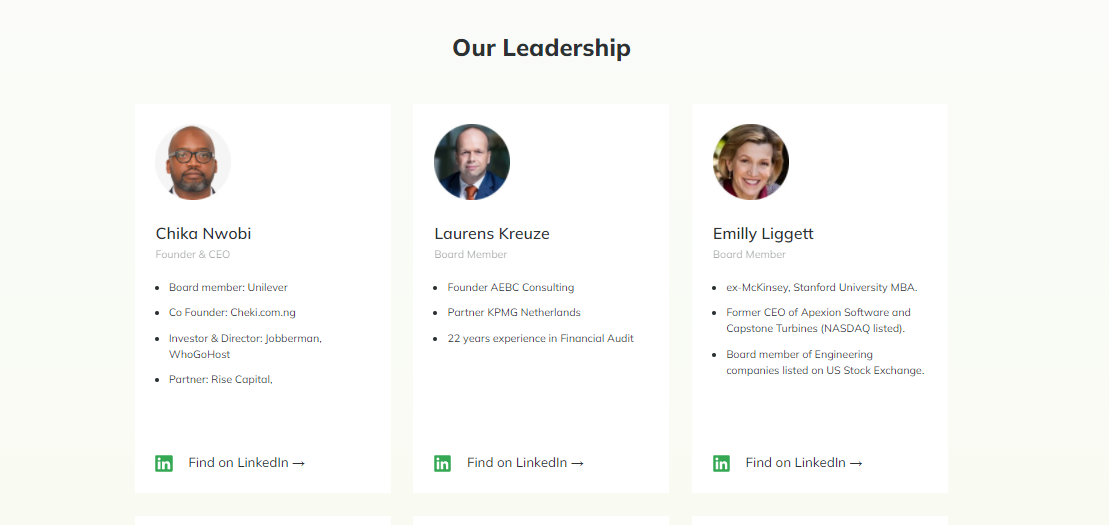 Our Leadership
Chika Nwobi
Founder & CEO
Board member: Unilever
Co Founder: Cheki.com.ng
Investor & Director: Jobberman,
WhoGoHost
Partner: Rise Capital,
in Find on LinkedIn →
Laurens Kreuze
Board Member
Founder AEBC Consulting
Partner KPMG Netherlands
22 years experience in Financial Audit
in Find on LinkedIn →
Emilly Liggett
Board Member
ex-McKinsey, Stanford University MBA.
Former CEO of Apexion Software and
Capstone Turbines (NASDAQ listed).
Board member of Engineering
companies listed on US Stock Exchange.
in Find on LinkedIn →